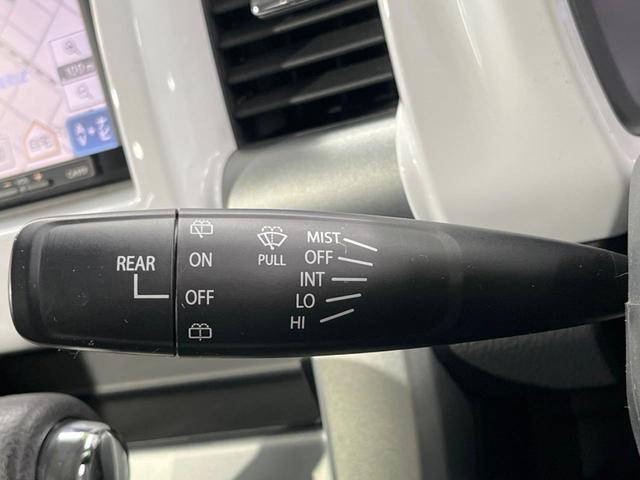 REAR
ON
OFF
PULL
MIST
OFF
INT
LO
HI